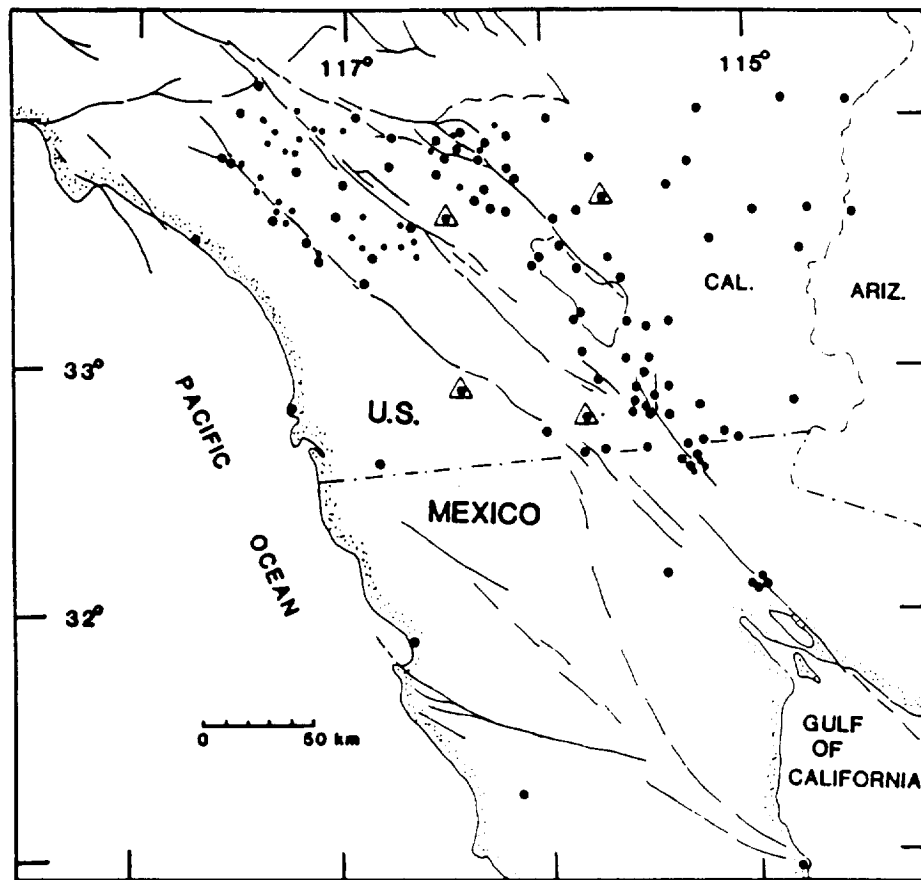 117°
115°
CAL.
ARIZ.
33°
PACIFIC
OCEAN
U.S.
MEXICO
32°
0 50 km
GULF
OF
CALIFORNIA